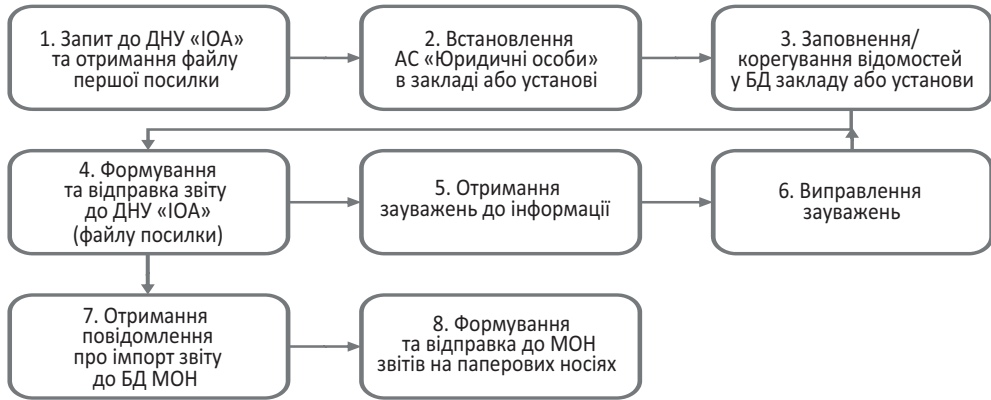 1. Запит до ДНУ «ІОА»
та отримання файлу
першої посилки
2. Встановлення
АС «Юридичні особи»
в закладі або установі
3. Заповнення/
корегування відомостей
у БД закладу або установи
4. Формування
та відправка звіту
до ДНУ «ІОА»
(файлу посилки)
5. Отримання
зауважень до інформації
6. Виправлення
зауважень
7. Отримання
повідомлення
про імпорт звіту
до БД МОН
8. Формування
та відправка до МОН
звітів на паперових носіях